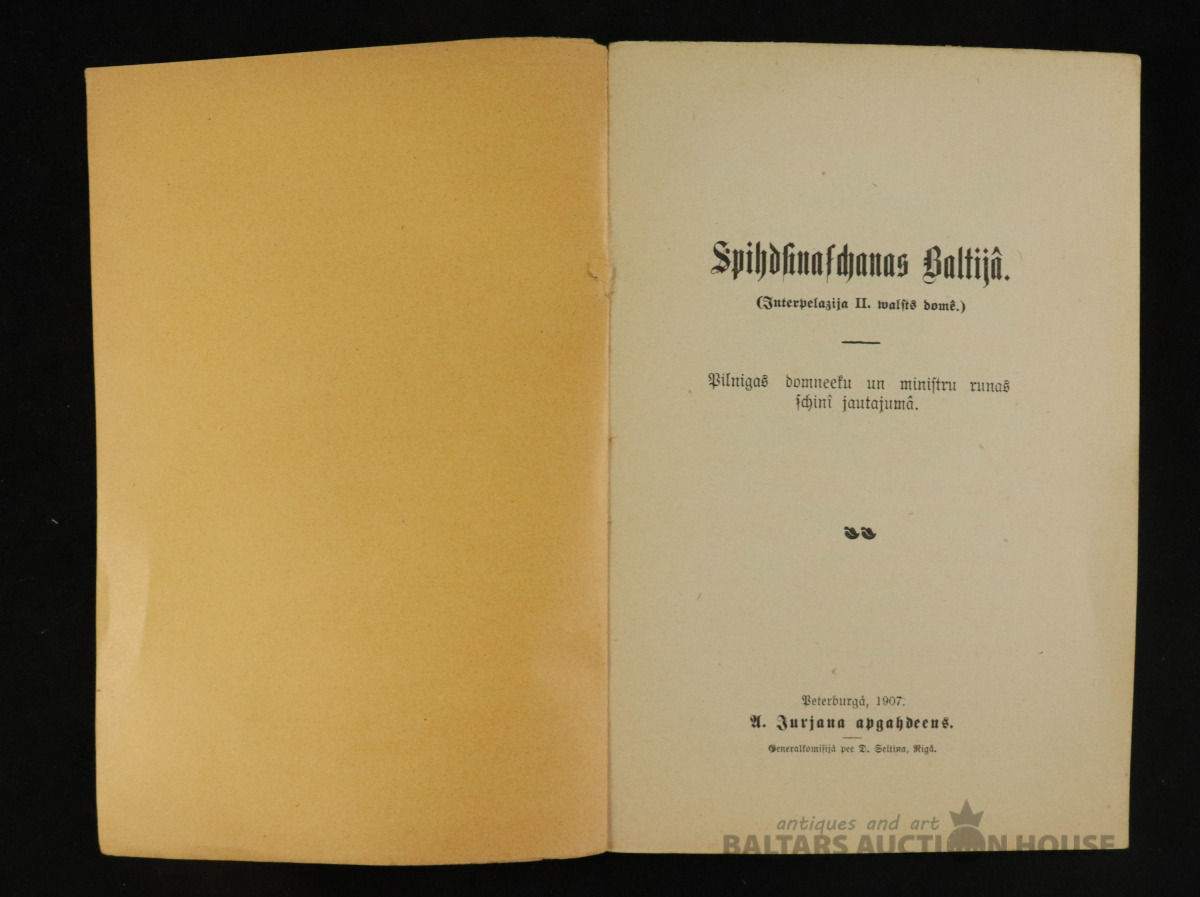 Spihdſinaſchanas Baltijâ.
(Interpelazija II. walſts domê.)
Pilnigas domneeku un miniſtru runas
ſchinî jautajumâ.
Peterburgâ, 1907.
A. Jurjana apgahdeens.
Generalkomiſijâ pee D. Seltiņa, Rigâ.
antiques and art
BALTARS AUCTION HOUSE